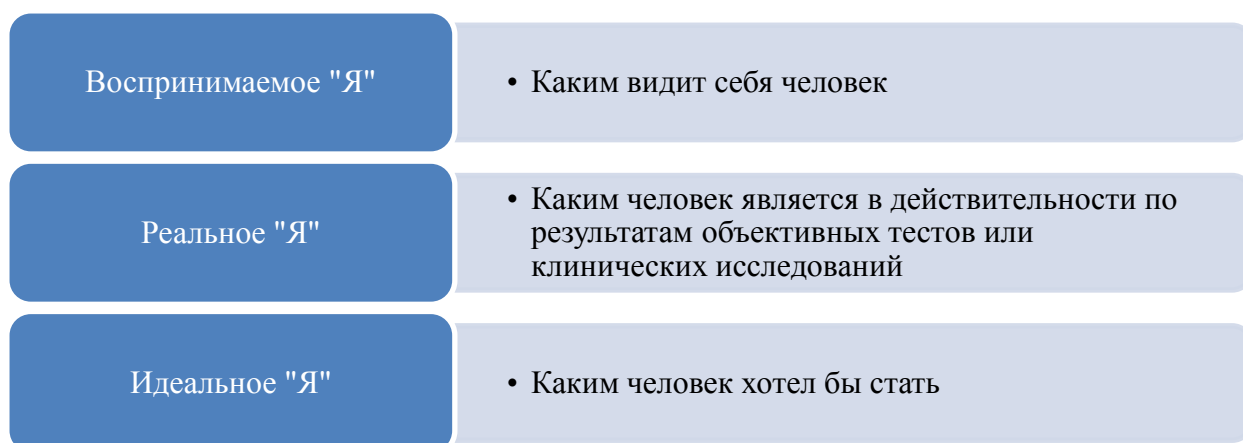 Воспринимаемое "Я"
• Каким видит себя человек
Реальное "Я"
• Каким человек является в действительности по
результатам объективных тестов или
клинических исследований
Идеальное "Я"
• Каким человек хотел бы стать